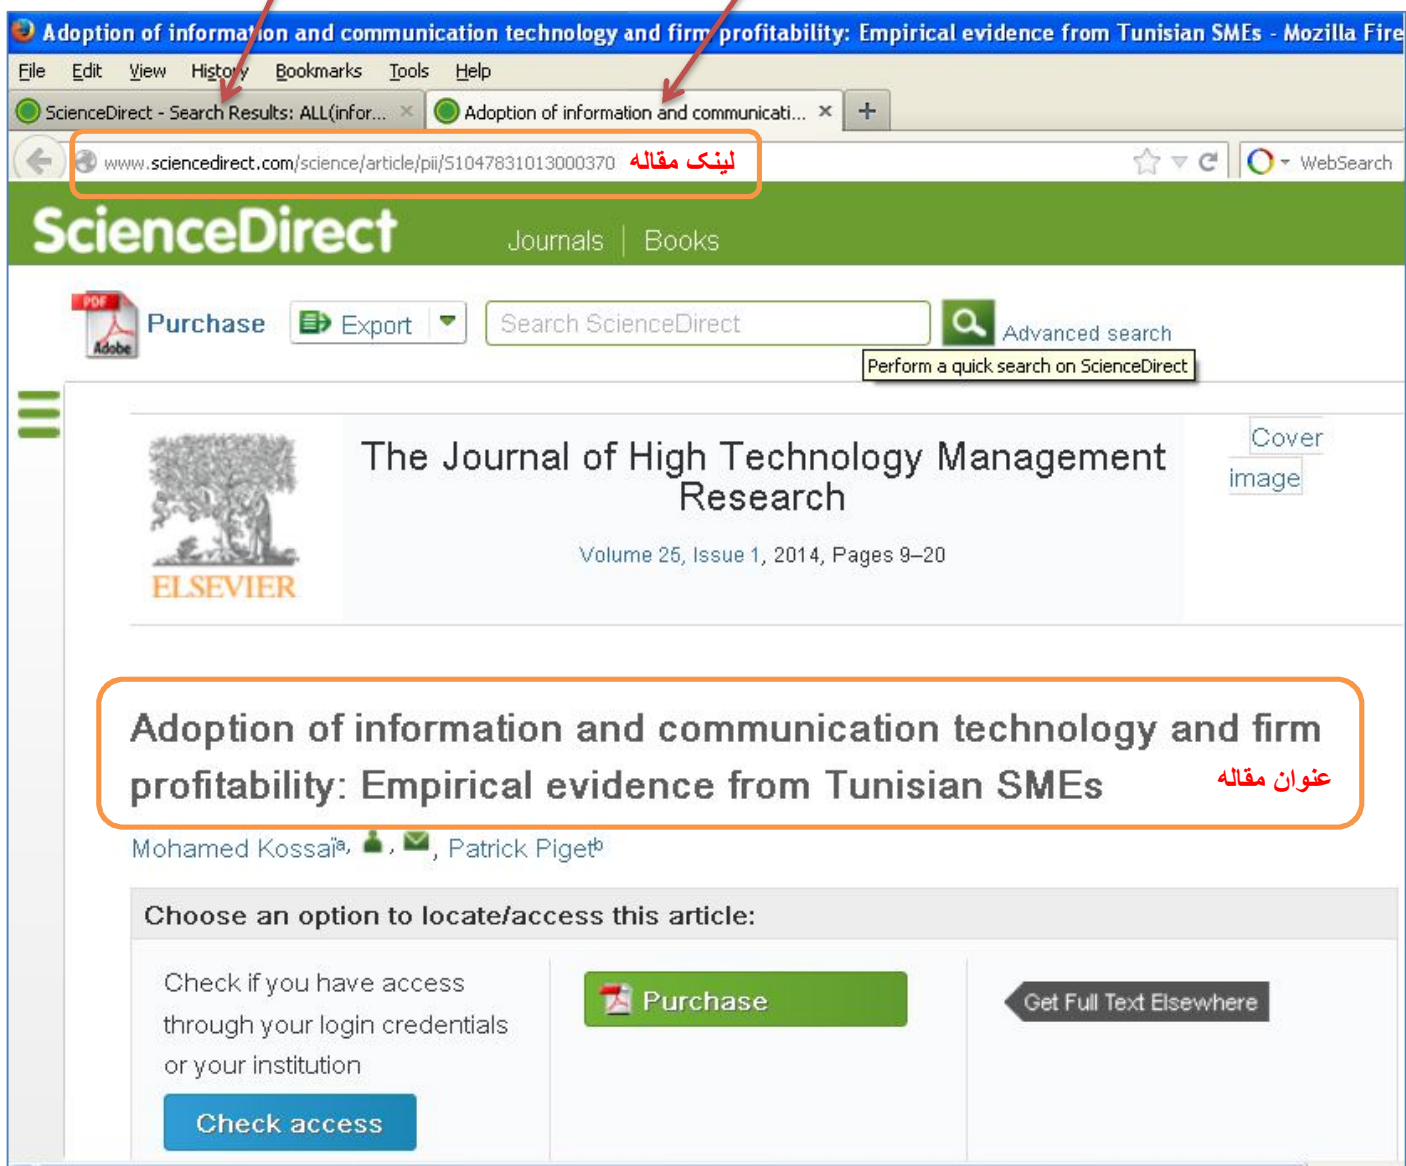 Adoption of information and communication technology and firm profitability: Empirical evidence from Tunisian SMEs - Mozilla Fire
File Edit View History Bookmarks Tools Help
ScienceDirect - Search Results: ALL(infor... × Adoption of information and communicati... × +
www.sciencedirect.com/science/article/pii/S1047831013000370 لینک مقاله WebSearch
ScienceDirect Journals | Books
PDF Adobe Purchase Export Search ScienceDirect Advanced search
Perform a quick search on ScienceDirect
The Journal of High Technology Management
Research
Cover
image
Volume 25, Issue 1, 2014, Pages 9–20
ELSEVIER
Adoption of information and communication technology and firm
profitability: Empirical evidence from Tunisian SMEs عنوان مقاله
Mohamed Kossaïa, , , Patrick Pigetb
Choose an option to locate/access this article:
Check if you have access
through your login credentials
or your institution
Check access
Purchase
Get Full Text Elsewhere